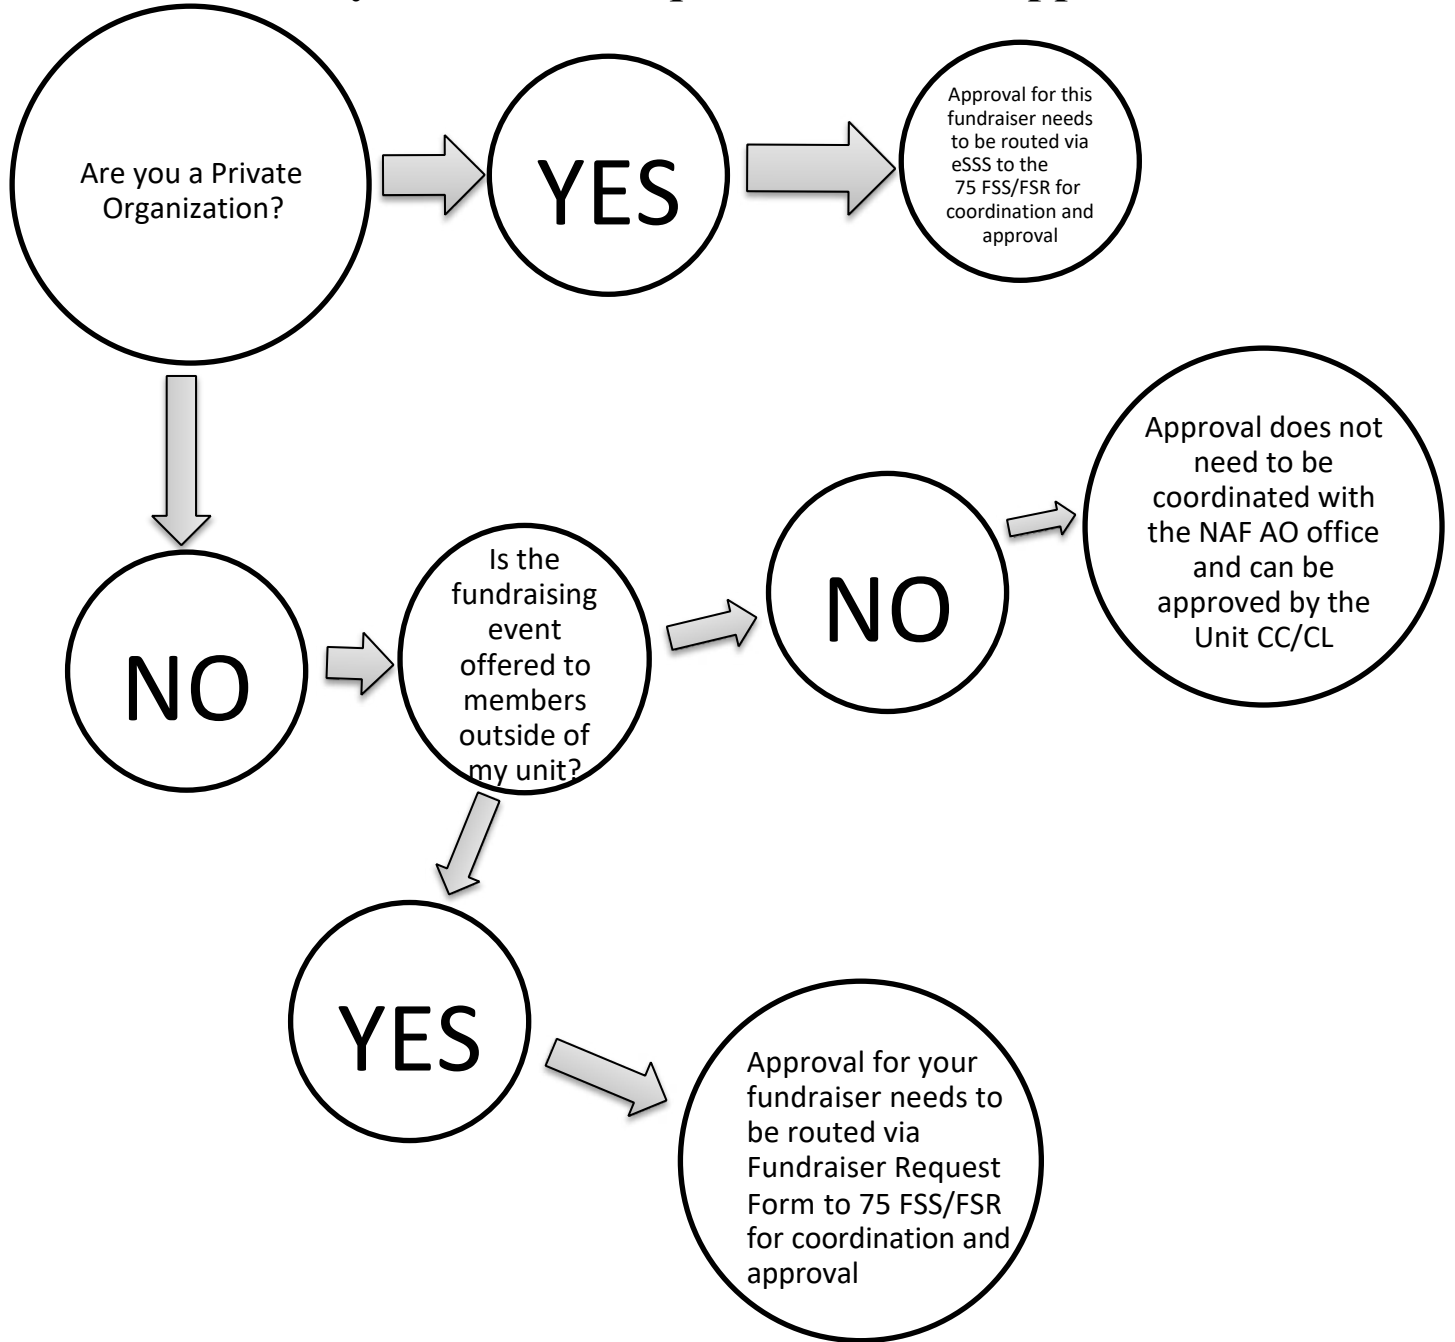 Are you a Private
Organization?
YES
Approval for this
fundraiser needs
to be routed via
eSSS to the
75 FSS/FSR for
coordination and
approval
NO
Is the
fundraising
event
offered to
members
outside of
my unit?
NO
Approval does not
need to be
coordinated with
the NAF AO office
and can be
approved by the
Unit CC/CL
YES
Approval for your
fundraiser needs to
be routed via
Fundraiser Request
Form to 75 FSS/FSR
for coordination and
approval